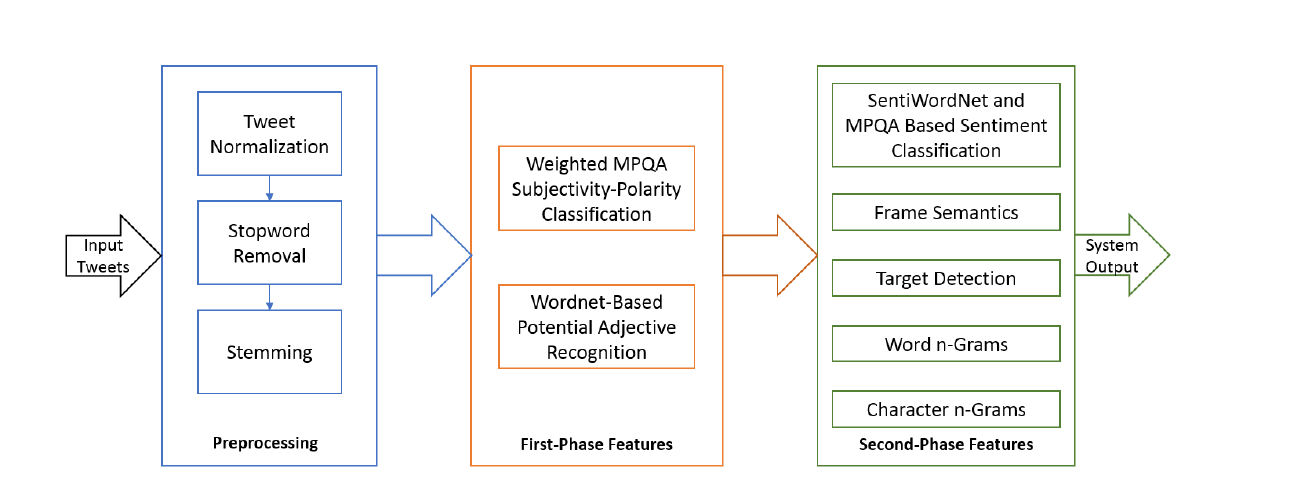 Input
Tweets
Tweet
Normalization
Stopword
Removal
Stemming
Preprocessing
Weighted MPQA
Subjectivity-Polarity
Classification
Wordnet-Based
Potential Adjective
Recognition
First-Phase Features
SentiWordNet and
MPQA Based Sentiment
Classification
Frame Semantics
Target Detection
Word n-Grams
Character n-Grams
Second-Phase Features
System
Output